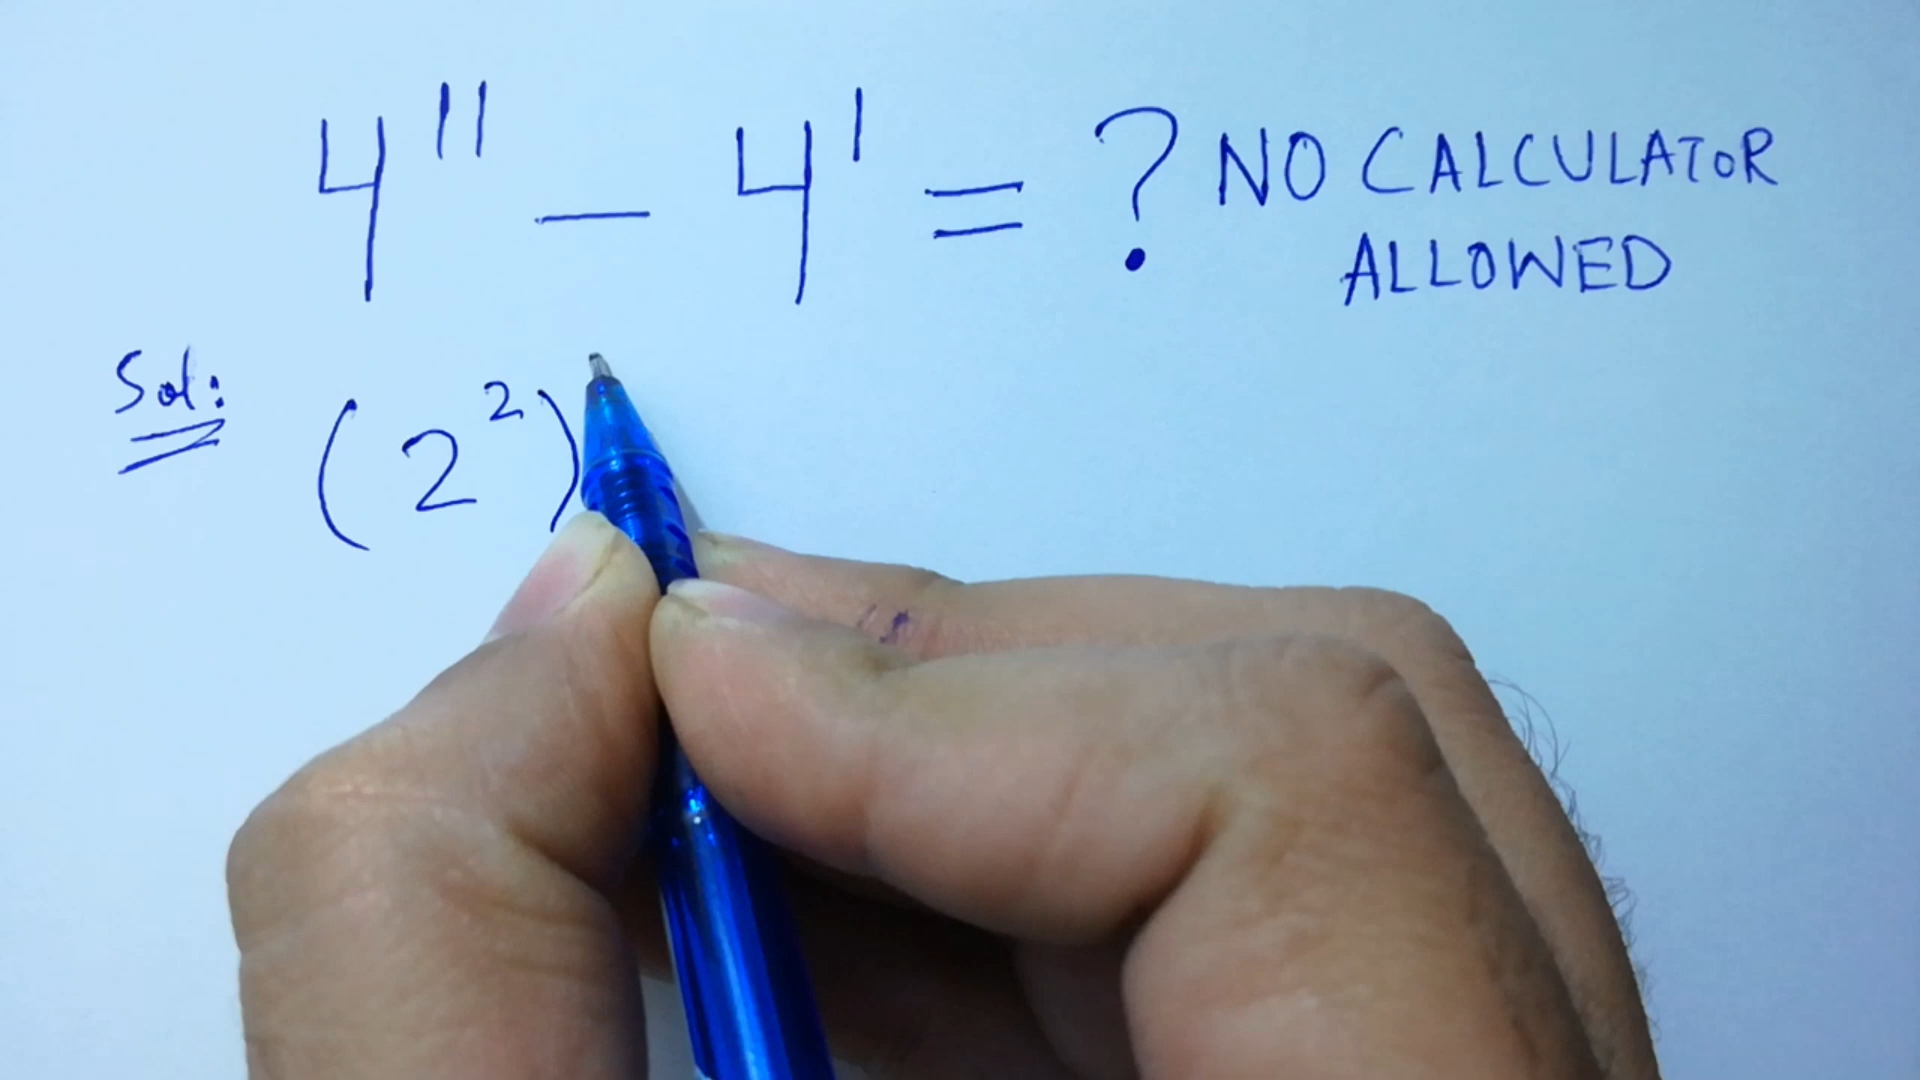 4¹¹ - 4¹ = ? NO CALCULATOR
ALLOWED
Sol: (2²)